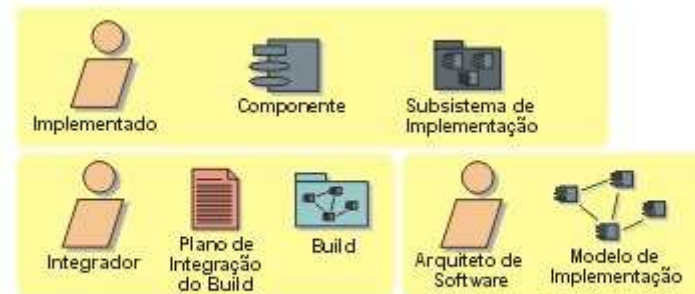 Implementado
Componente
Subsistema de
Implementação
Integrador
Plano de
Integração
do Build
Build
Arquiteto de
Software
Modelo de
Implementação